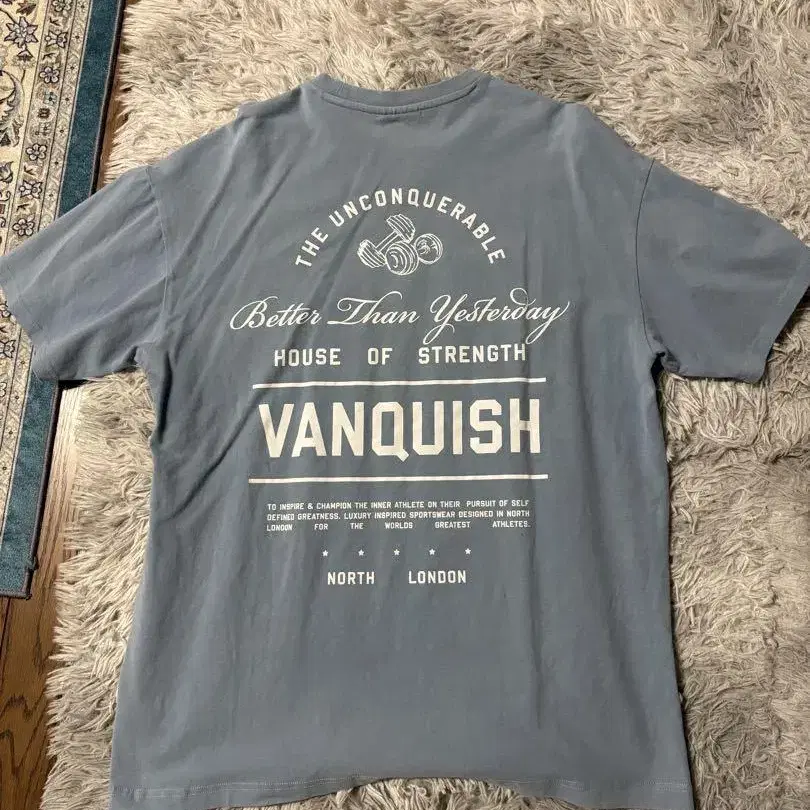 THE UNCONQUERABLE
Better Than Yesterday
HOUSE OF STRENGTH
VANQUISH
TO INSPIRE & CHAMPION THE INNER ATHLETE ON THEIR PURSUIT OF SELF
DEFINED GREATNESS. LUXURY INSPIRED SPORTSWEAR DESIGNED IN NORTH
LONDON FOR THE WORLDS GREATEST ATHLETES.
NORTH LONDON